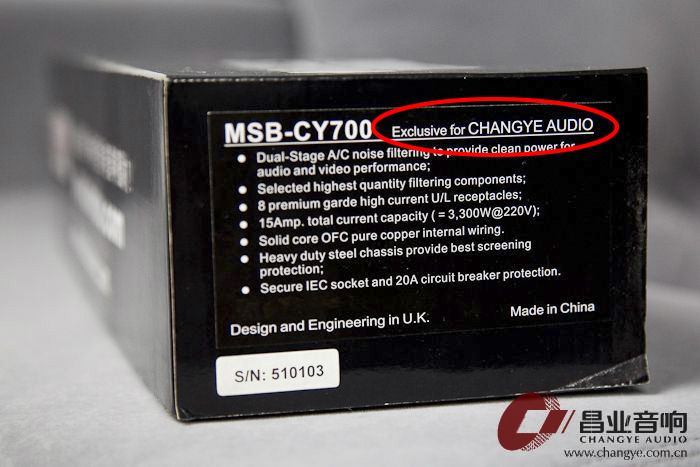 MSB-CY700 Exclusive for CHANGYE AUDIO
● Dual-Stage A/C noise filtering to provide clean power for
audio and video performance;
● Selected highest quantity filtering components;
● 8 premium garde high current U/L receptacles;
● 15Amp. total current capacity ( = 3,300W@220V);
● Solid core OFC pure copper internal wiring.
● Heavy duty steel chassis provide best screening
protection;
● Secure IEC socket and 20A circuit breaker protection.
Design and Engineering in U.K. Made in China
S/N: 510103
昌业音响
CHANGYE AUDIO
www.changye.com.cn